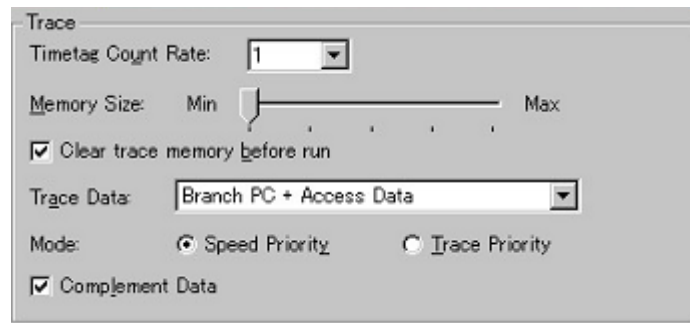 Trace
Timetag Count Rate: 1
Memory Size: Min Max
Clear trace memory before run
Trace Data: Branch PC + Access Data
Mode: Speed Priority Trace Priority
Complement Data